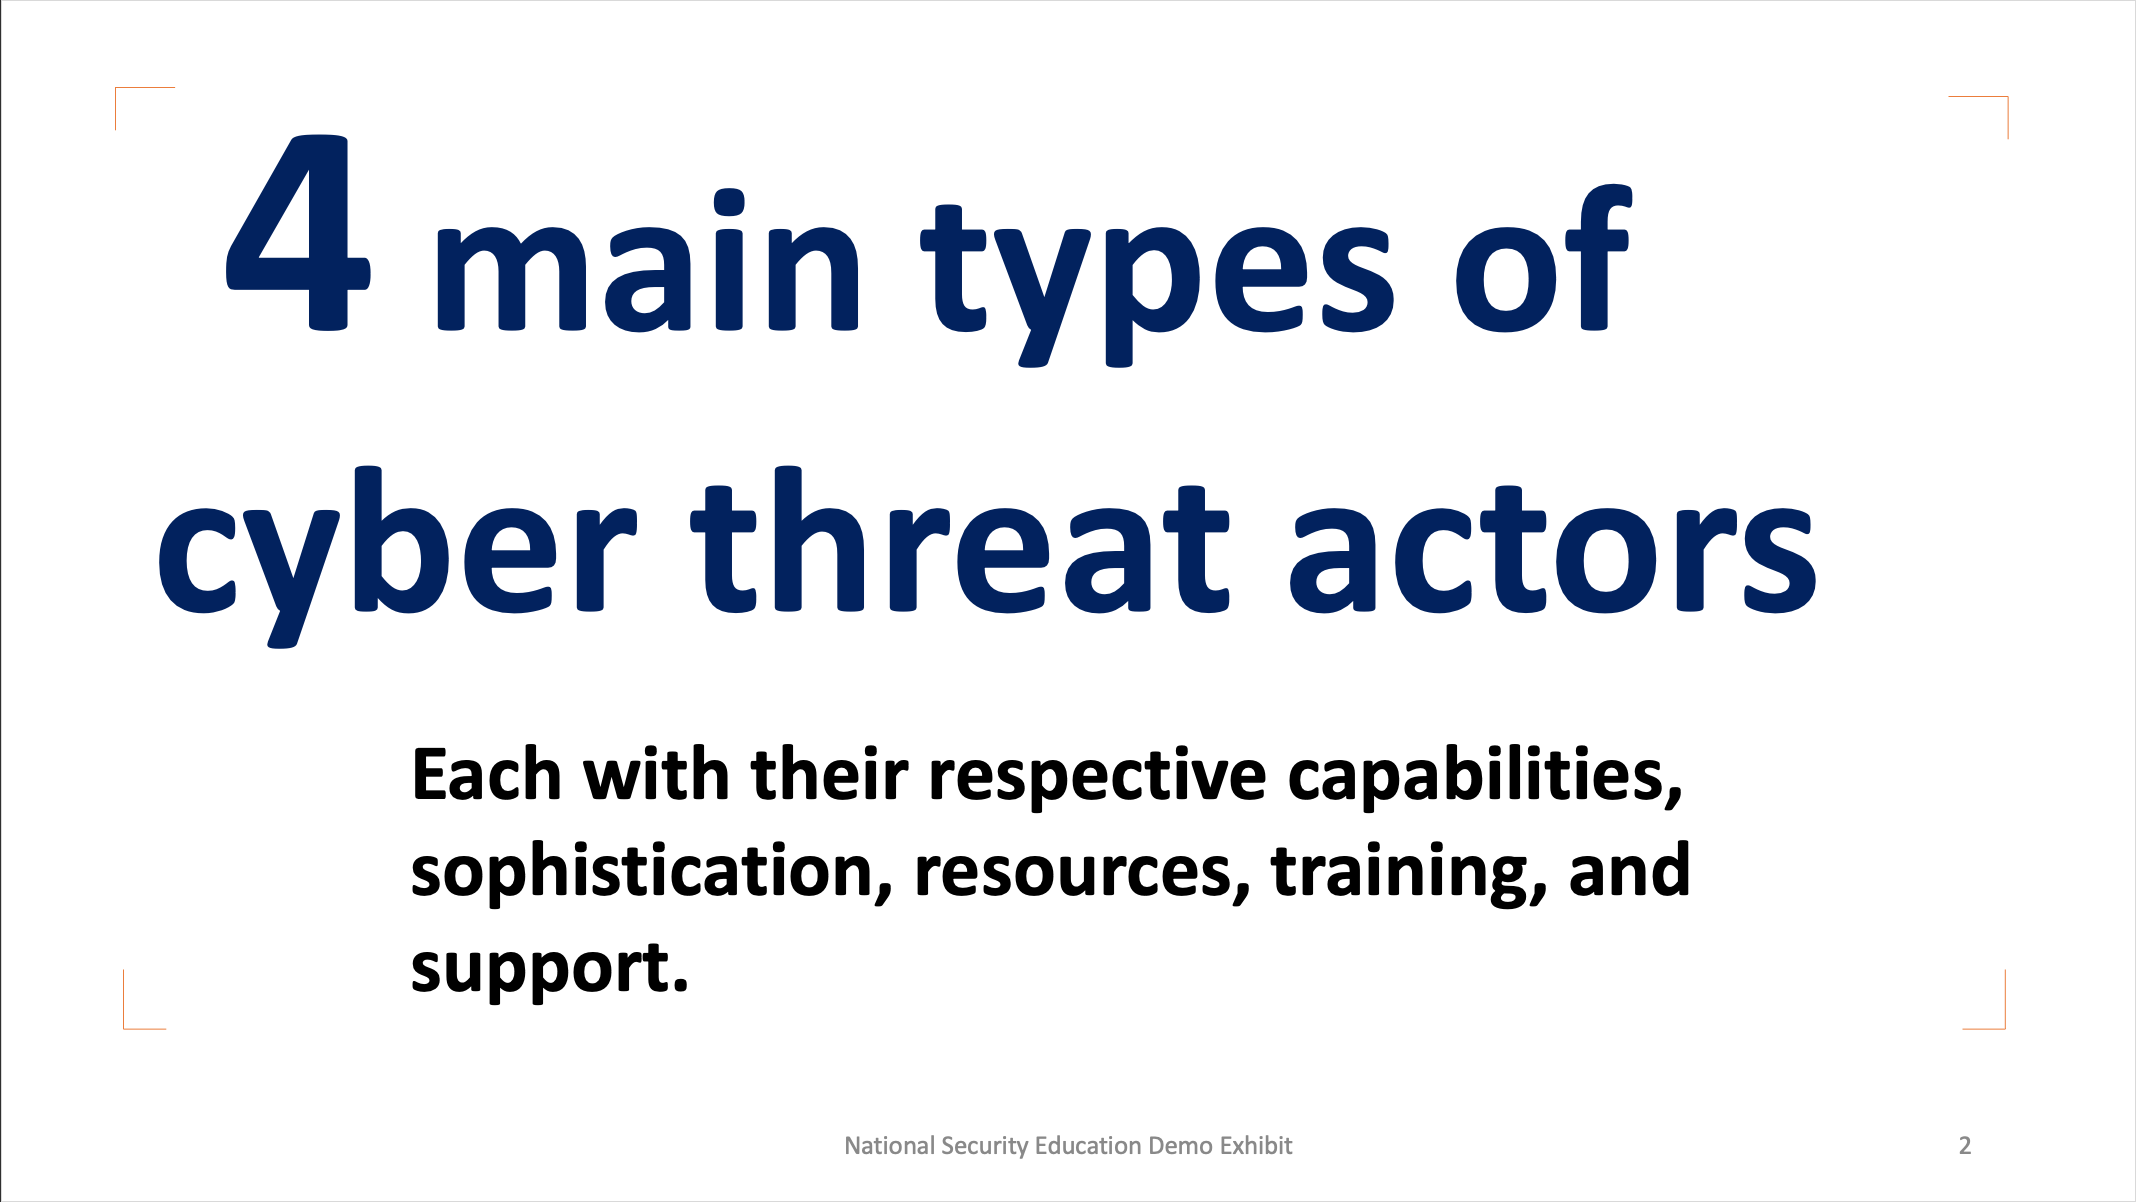 4 main types of
cyber threat actors
Each with their respective capabilities,
sophistication, resources, training, and
support.
National Security Education Demo Exhibit
2